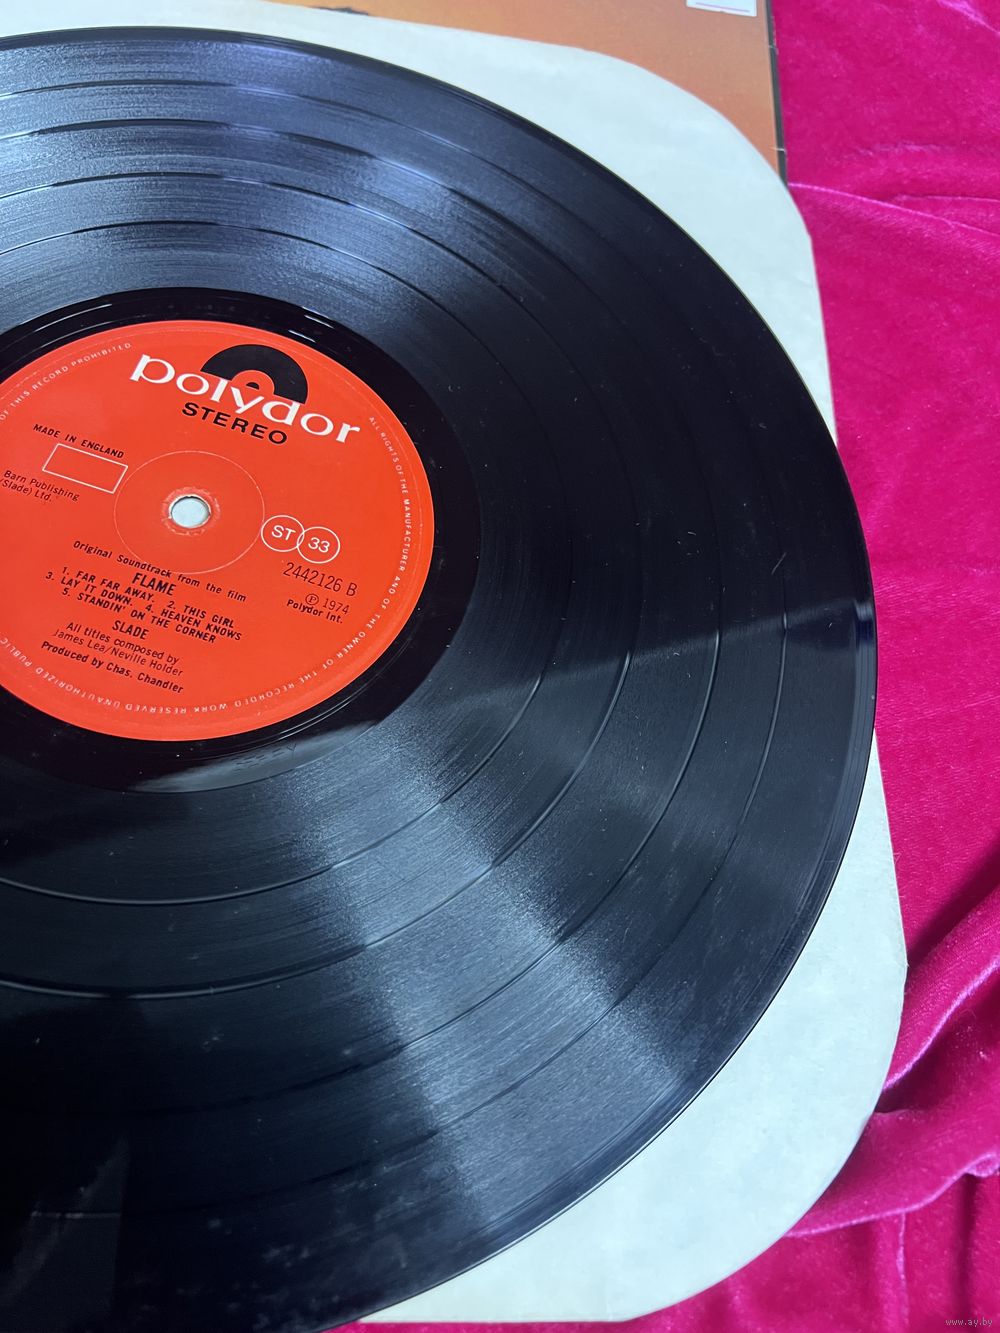 polydor
STEREO
OF THIS RECORD PROHIBITED
ALL RIGHTS OF THE MANUFACTURER AND OF THE OWNER OF THE RECORDED WORK RESERVED UNAUTHORIZED PUBLIC
MADE IN ENGLAND
Barn Publishing
(Slade) Ltd.
ST 33
2442126 B
Ⓟ 1974
Polydor Int.
Original Soundtrack from the film
FLAME
1. FAR FAR AWAY. 2. THIS GIRL
3. LAY IT DOWN. 4. HEAVEN KNOWS
5. STANDIN' ON THE CORNER
SLADE
All titles composed by
James Lea/Neville Holder
Produced by Chas. Chandler
www.ay.by